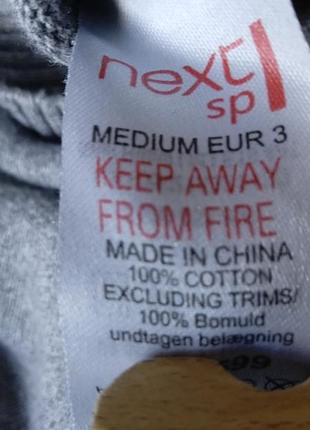 next
sp
MEDIUM EUR 3
KEEP AWAY
FROM FIRE
MADE IN CHINA
100% COTTON
EXCLUDING TRIMS/
100% Bomuld
undtagen belægning